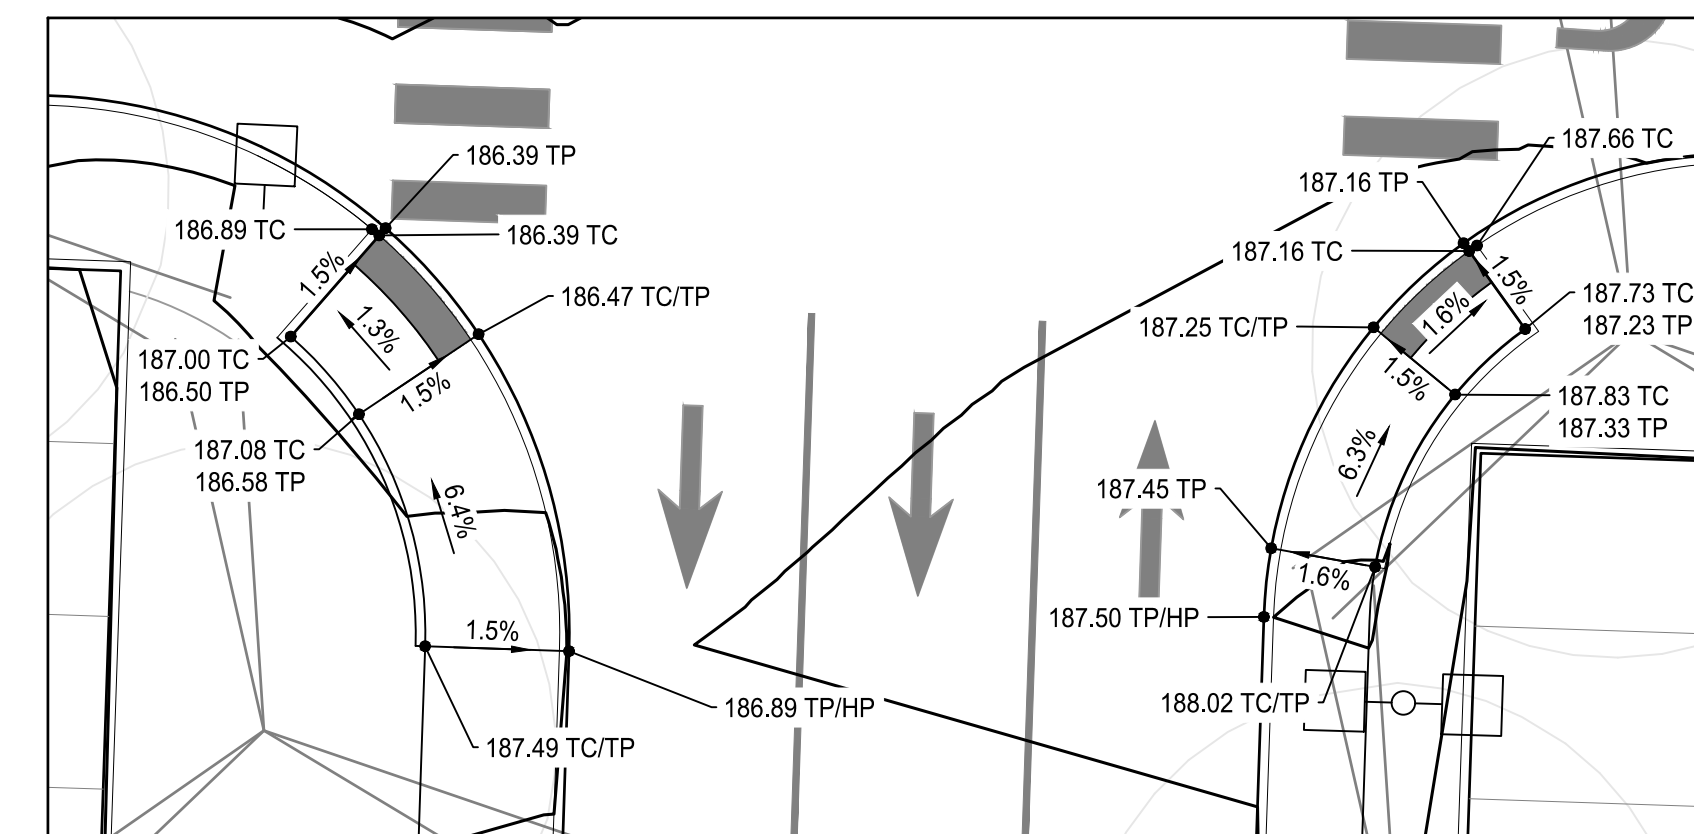 186.39 TP
186.89 TC
186.39 TC
1.5%
186.47 TC/TP
1.3%
187.00 TC
186.50 TP
1.5%
187.08 TC
186.58 TP
6.4%
1.5%
186.89 TP/HP
187.49 TC/TP
187.66 TC
187.16 TP
187.16 TC
1.5%
187.73 TC
187.23 TP
1.6%
187.25 TC/TP
1.5%
187.83 TC
187.33 TP
6.3%
187.45 TP
1.6%
187.50 TP/HP
188.02 TC/TP